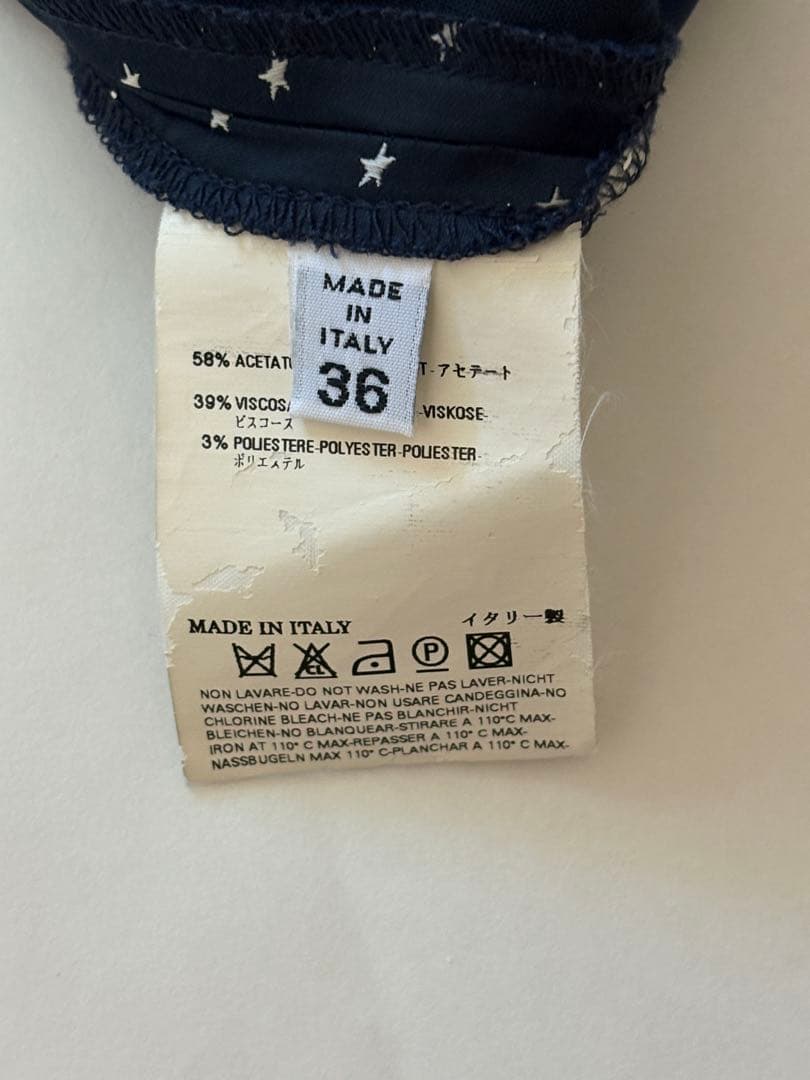 MADE
IN
ITALY
36
58% ACETAT T-アセテート
39% VISCOS -VISKOSE-
ビスコース
3% POLIESTERE-POLYESTER-POLIESTER-
ポリエステル
MADE IN ITALY イタリー製
CL P
NON LAVARE-DO NOT WASH-NE PAS LAVER-NICHT
WASCHEN-NO LAVAR-NON USARE CANDEGGINA-NO
CHLORINE BLEACH-NE PAS BLANCHIR-NICHT
BLEICHEN-NO BLANQUEAR-STIRARE A 110°C MAX-
IRON AT 110° C MAX-REPASSER A 110° C MAX-
NASSBUGELN MAX 110° C-PLANCHAR A 110° C MAX-